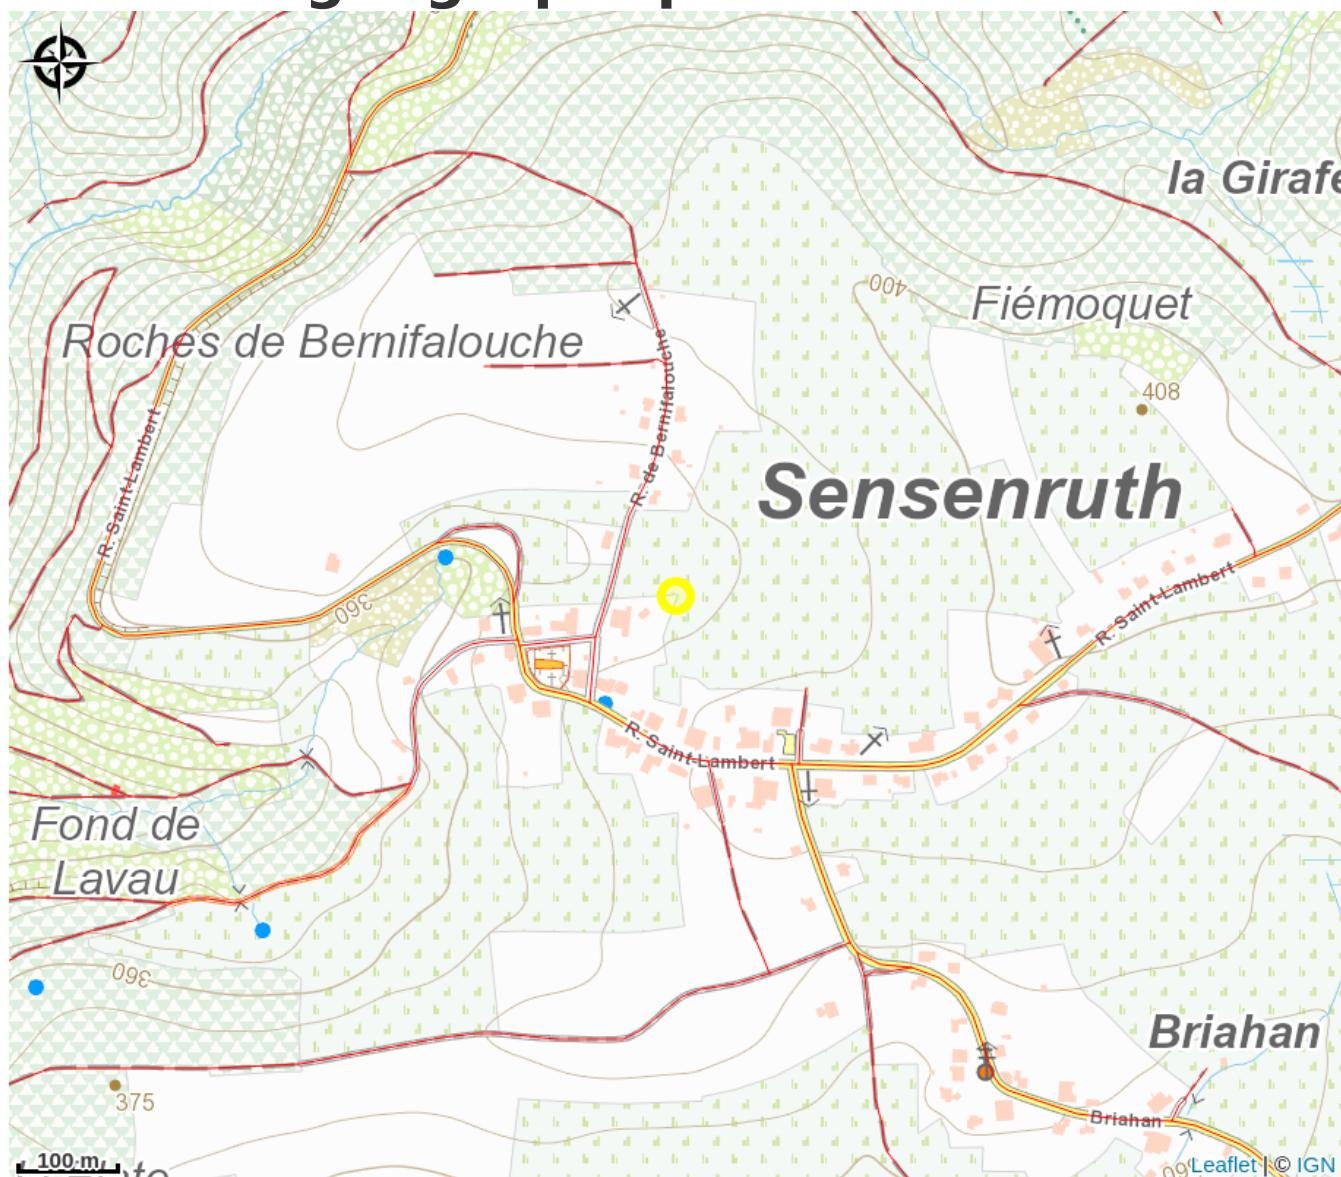 la Girafe
400
Fiémoquet
Roches de Bernifalouche
R. de Bernifalouche
408
R. Saint-Lambert
Sensenruth
360
R. Saint-Lambert
R. Saint-Lambert
Fond de
Lavau
360
375
Briahan
Briahan
100 m
Leaflet | © IGN